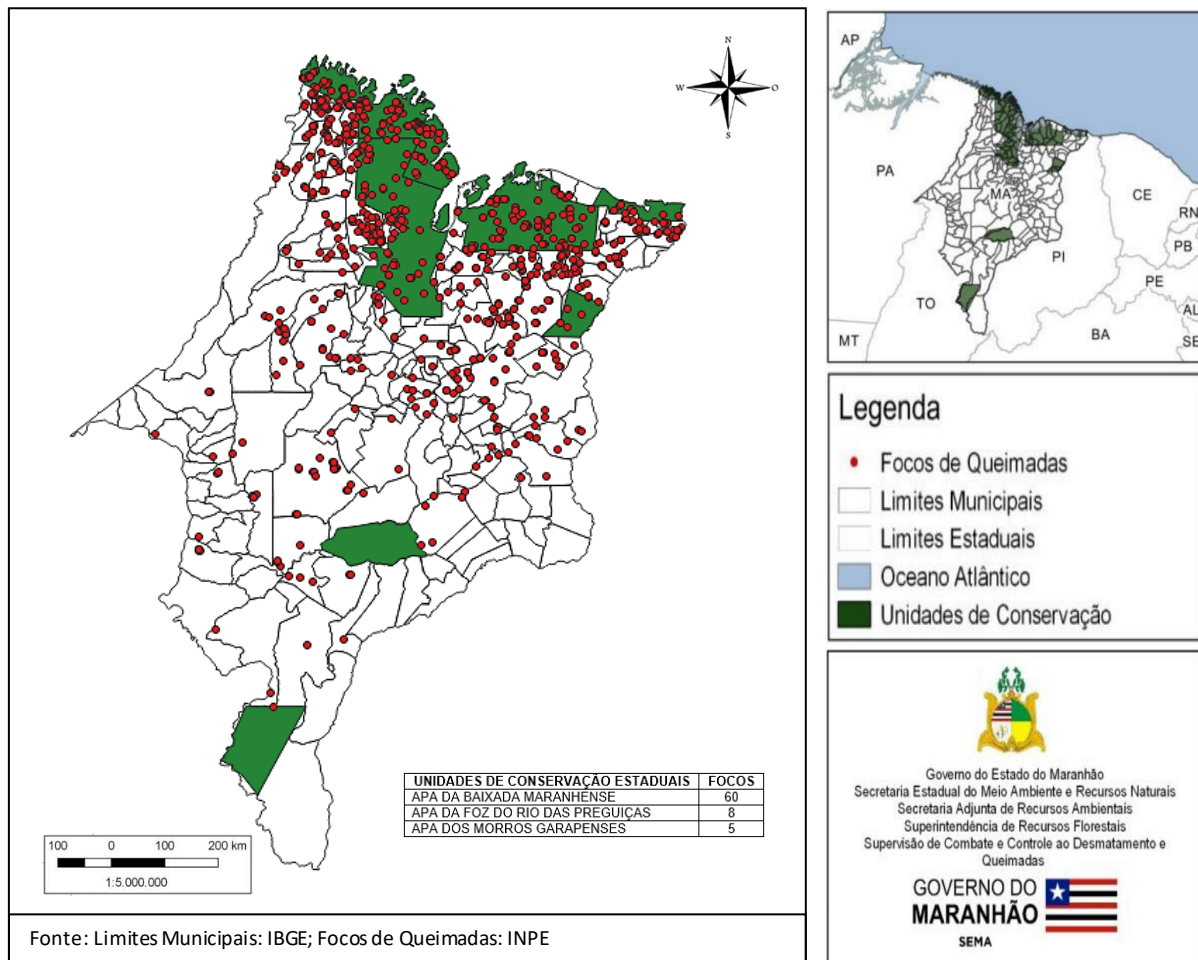 N
W
O
S
UNIDADES DE CONSERVAÇÃO ESTADUAIS FOCOS
APA DA BAIXADA MARANHENSE 60
APA DA FOZ DO RIO DAS PREGUIÇAS 8
APA DOS MORROS GARAPENSES 5
100 0 100 200 km
1:5.000.000
Fonte: Limites Municipais: IBGE; Focos de Queimadas: INPE
AP
PA
MA
CE
RN
PB
PI
PE
TO
AL
BA
SE
MT
Legenda
Focos de Queimadas
Limites Municipais
Limites Estaduais
Oceano Atlântico
Unidades de Conservação
Governo do Estado do Maranhão
Secretaria Estadual do Meio Ambiente e Recursos Naturais
Secretaria Adjunta de Recursos Ambientais
Superintendência de Recursos Florestais
Supervisão de Combate e Controle ao Desmatamento e
Queimadas
GOVERNO DO
MARANHÃO
SEMA